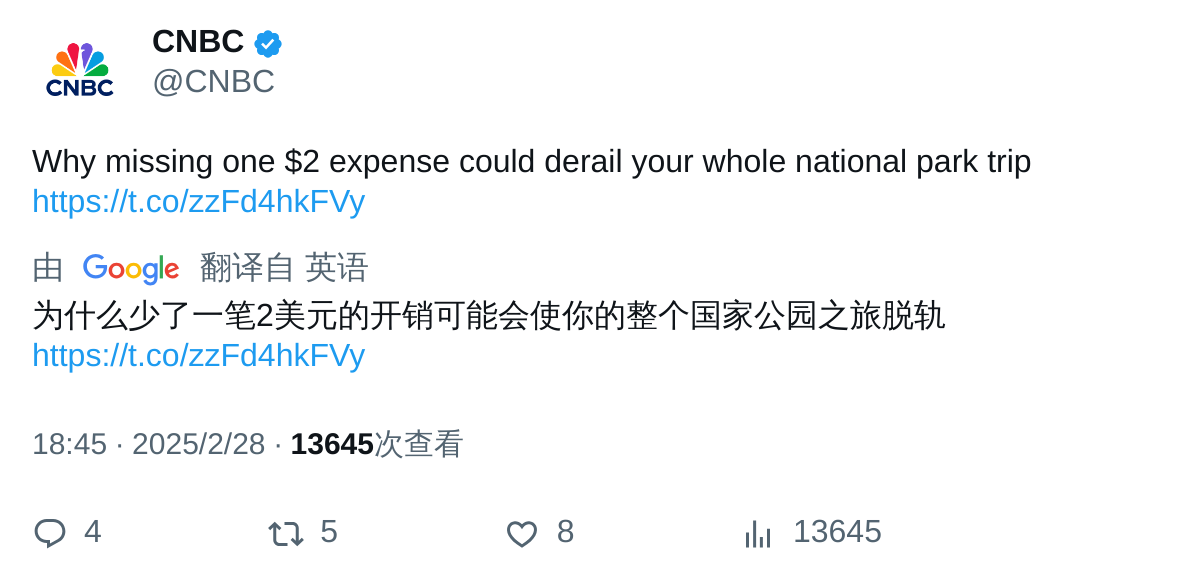 CNBC
CNBC
@CNBC
Why missing one $2 expense could derail your whole national park trip
https://t.co/zzFd4hkFVy
由 Google 翻译自 英语
为什么少了一笔2美元的开销可能会使你的整个国家公园之旅脱轨
https://t.co/zzFd4hkFVy
18:45 · 2025/2/28 · 13645次查看
4 5 8 13645